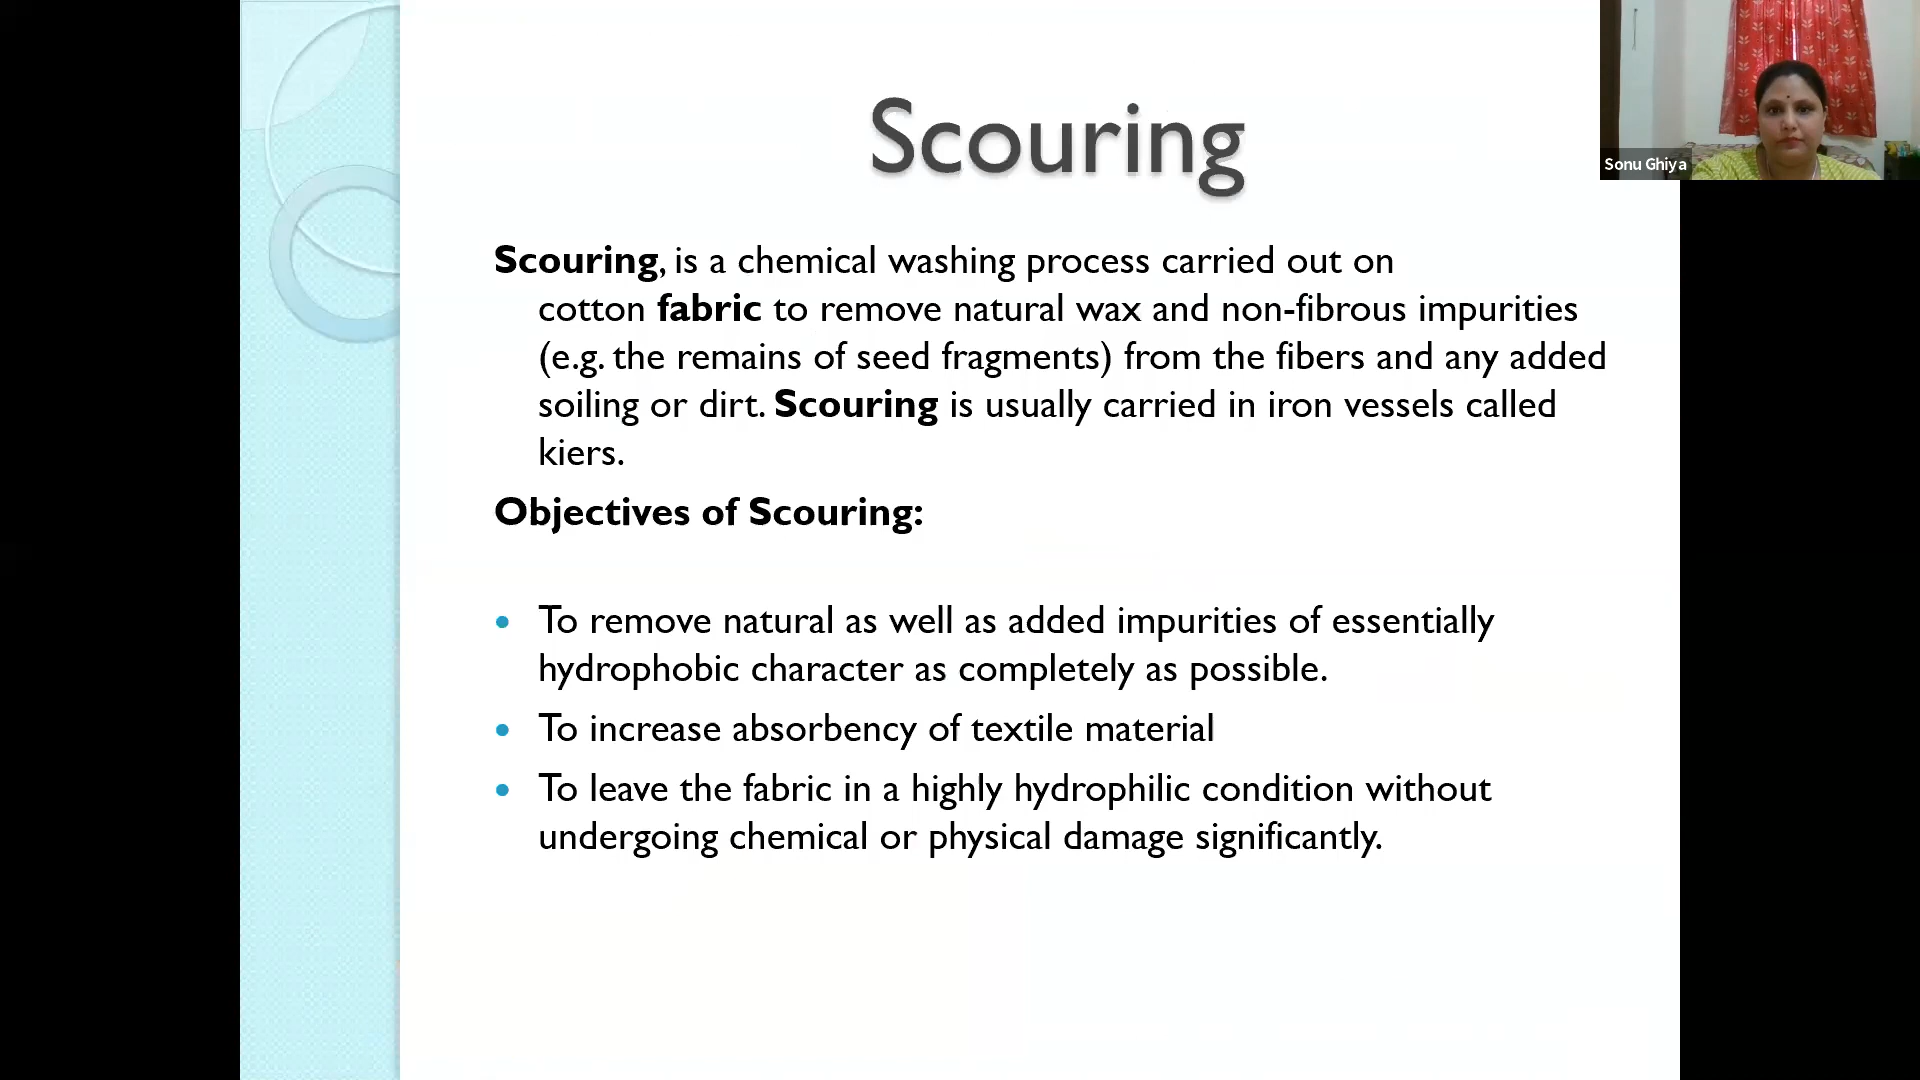 Scouring
Sonu Ghiya
Scouring, is a chemical washing process carried out on
cotton fabric to remove natural wax and non-fibrous impurities
(e.g. the remains of seed fragments) from the fibers and any added
soiling or dirt. Scouring is usually carried in iron vessels called
kiers.
Objectives of Scouring:
• To remove natural as well as added impurities of essentially
hydrophobic character as completely as possible.
• To increase absorbency of textile material
• To leave the fabric in a highly hydrophilic condition without
undergoing chemical or physical damage significantly.